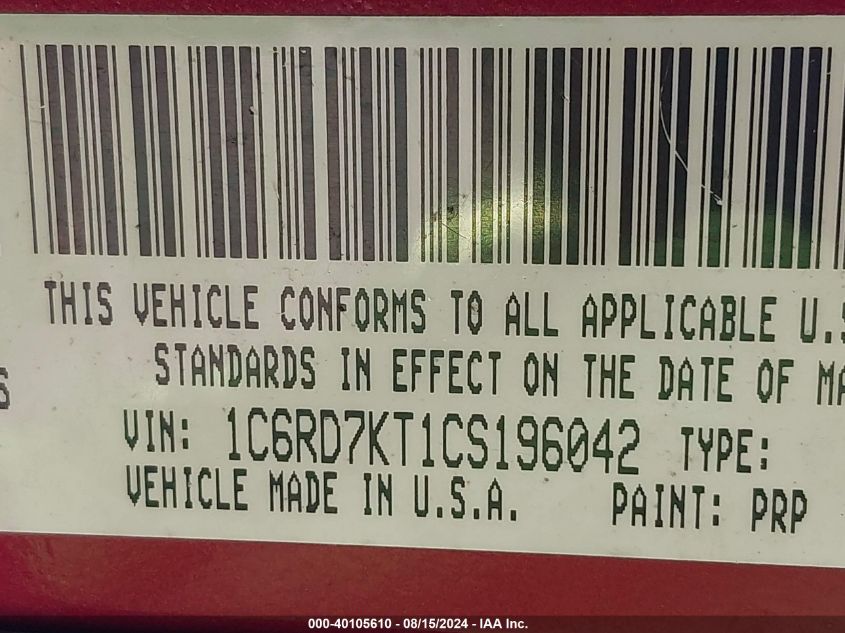 THIS VEHICLE CONFORMS TO ALL APPLICABLE U.S
STANDARDS IN EFFECT ON THE DATE OF MA
S
VIN: 1C6RD7KT1CS196042 TYPE:
VEHICLE MADE IN U.S.A. PAINT: PRP
000-40105610 - 08/15/2024 - IAA Inc.